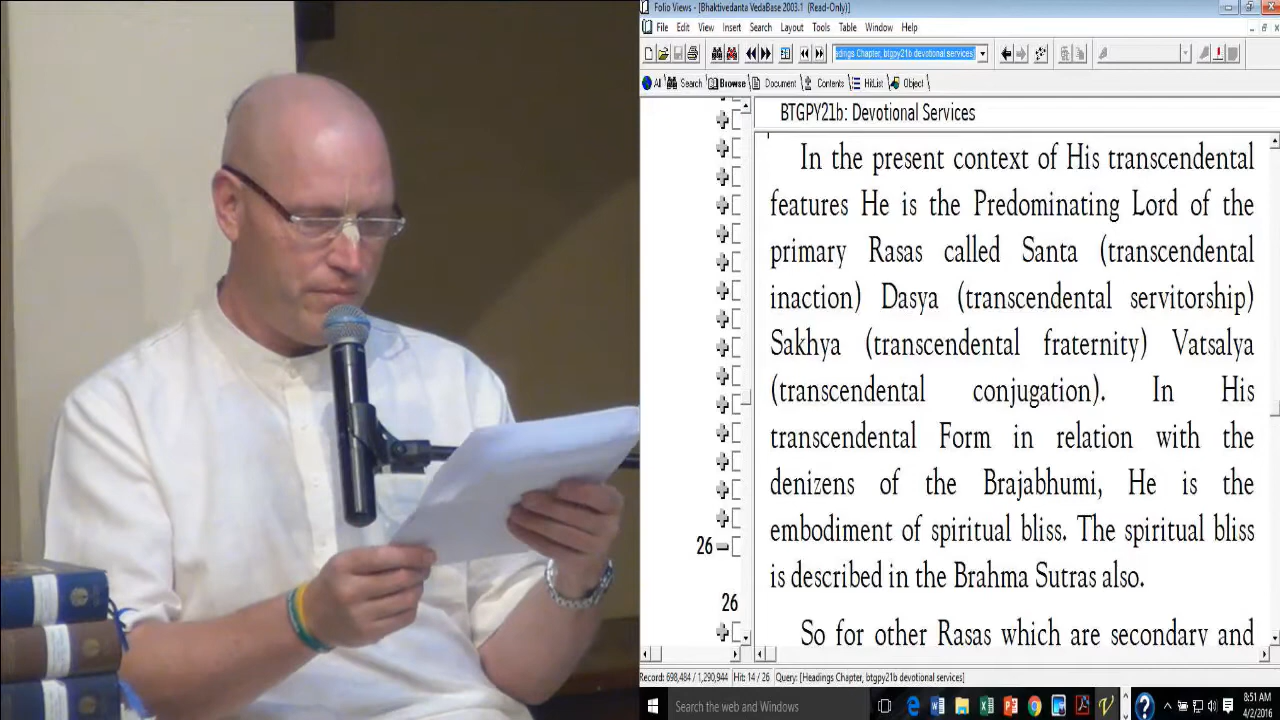 Folio Views - [Bhaktivedanta VedaBase 2003.1 (Read-Only)]
File Edit View Insert Search Layout Tools Table Window Help
eadings Chapter, btgpy21b devotional services]
All Search Browse Document Contents HitList Object
BTGPY21b: Devotional Services
In the present context of His transcendental
features He is the Predominating Lord of the
primary Rasas called Santa (transcendental
inaction) Dasya (transcendental servitorship)
Sakhya (transcendental fraternity) Vatsalya
(transcendental conjugation). In His
transcendental Form in relation with the
denizens of the Brajabhumi, He is the
embodiment of spiritual bliss. The spiritual bliss
is described in the Brahma Sutras also.
So for other Rasas which are secondary and
26
26
Record: 698,484 / 1,290,944 Hit: 14 / 26 Query: [Headings Chapter, btgpy21b devotional services]
Search the web and Windows
8:51 AM
4/2/2016